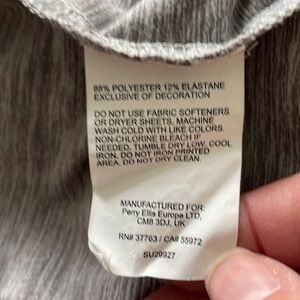 88% POLYESTER 12% ELASTANE
EXCLUSIVE OF DECORATION
DO NOT USE FABRIC SOFTENERS
OR DRYER SHEETS. MACHINE
WASH COLD WITH LIKE COLORS.
NON-CHLORINE BLEACH IF
NEEDED. TUMBLE DRY LOW, COOL
IRON. DO NOT IRON PRINTED
AREA. DO NOT DRY CLEAN.
MANUFACTURED FOR:
Perry Ellis Europe LTD,
CM8 3DJ, UK
RN# 37763 / CA# 55972
SU29927